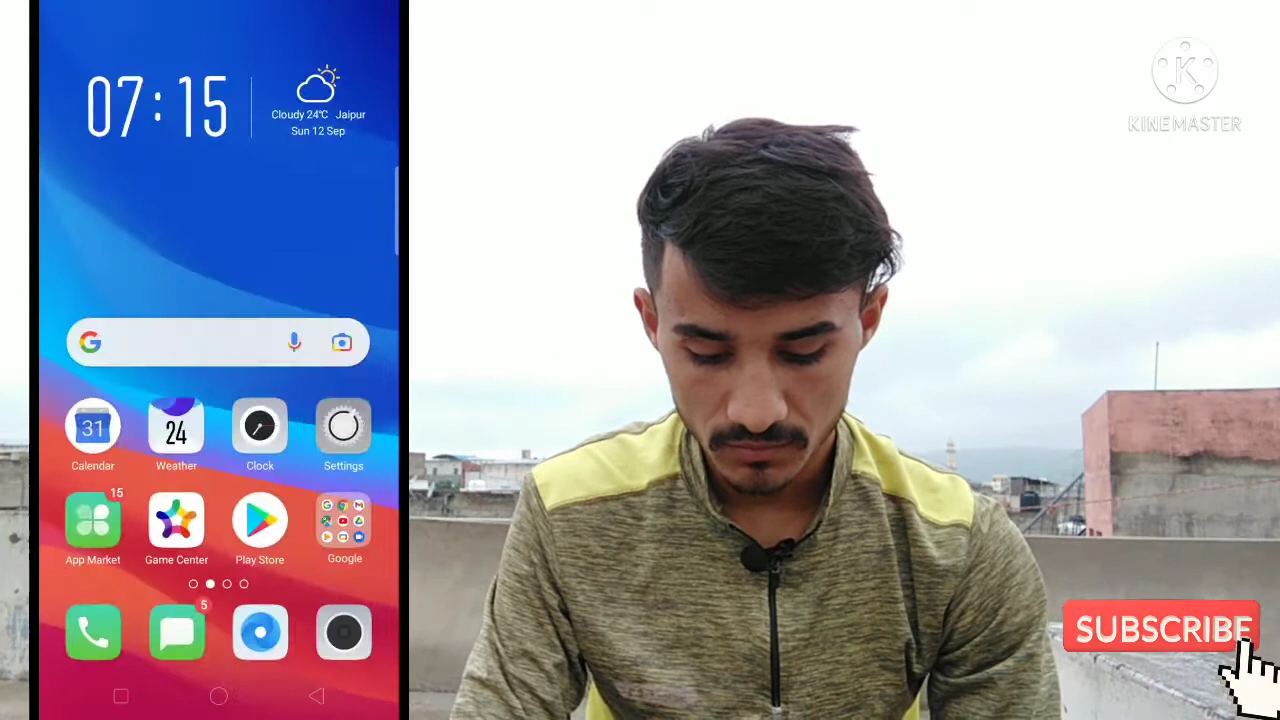 07:15
Cloudy 24°C Jaipur
Sun 12 Sep
31
Calendar
24
Weather
Clock
Settings
15
App Market
Game Center
Play Store
Google
5
K
KINEMASTER
SUBSCRIBE